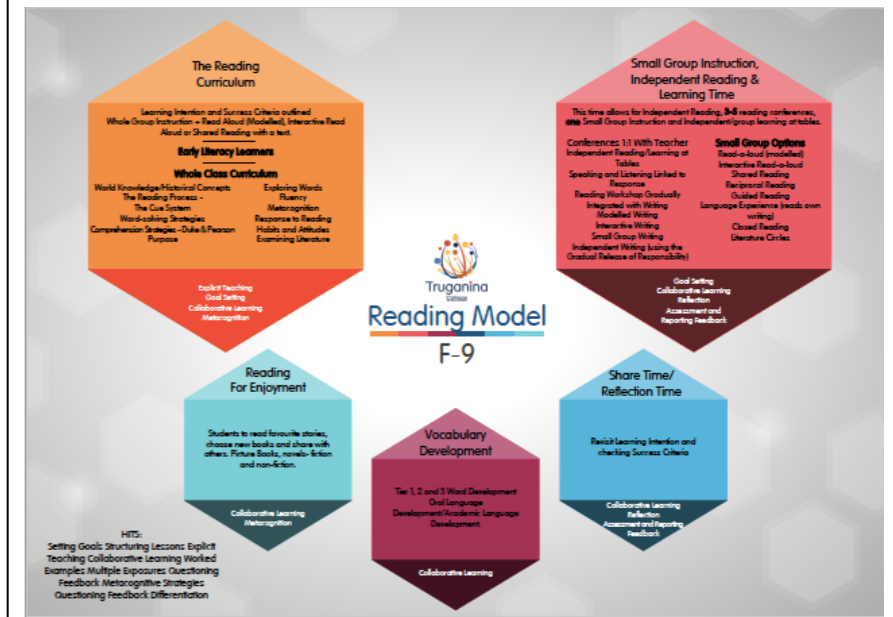 The Reading
Curriculum
Learning Intention and Success Criteria outlined
Whole Group Instruction + Read Aloud (Modelled), Interactive Read
Aloud or Shared Reading with a text.
Early Literacy Learners
Whole Class Curriculum
World Knowledge/Historical Concepts
The Reading Process -
The Cue System
Word-solving Strategies
Comprehension Strategies - Duke & Pearson
Purpose
Exploring Words
Fluency
Metacognition
Response to Reading
Habits and Attitudes
Examining Literature
Explicit Teaching
Goal Setting
Collaborative Learning
Metacognition
Small Group Instruction,
Independent Reading &
Learning Time
This time allows for Independent Reading, 3-5 reading conferences,
one Small Group Instruction and Independent/group learning at tables.
Conferences 1:1 With Teacher
Independent Reading/Learning at
Tables
Speaking and Listening Linked to
Response
Reading Workshop Gradually
Integrated with Writing
Modelled Writing
Interactive Writing
Small Group Writing
Independent Writing (using the
Gradual Release of Responsibility)
Small Group Options
Read-a-loud (modelled)
Interactive Read-a-loud
Shared Reading
Reciprocal Reading
Guided Reading
Language Experience (reads own
writing)
Closed Reading
Literature Circles
Goal Setting
Collaborative Learning
Reflection
Assessment and
Reporting Feedback
Truganina
College
Reading Model
F-9
Reading
For Enjoyment
Students to read favourite stories,
choose new books and share with
others. Picture Books, novels- fiction
and non-fiction.
Collaborative Learning
Metacognition
Vocabulary
Development
Tier 1, 2 and 3 Word Development
Oral Language
Development/Academic Language
Development
Collaborative Learning
Share Time/
Reflection Time
Revisit Learning Intention and
checking Success Criteria
Collaborative Learning
Reflection
Assessment and Reporting
Feedback
HITS:
Setting Goals Structuring Lessons Explicit
Teaching Collaborative Learning Worked
Examples Multiple Exposures Questioning
Feedback Metacognitive Strategies
Questioning Feedback Differentiation